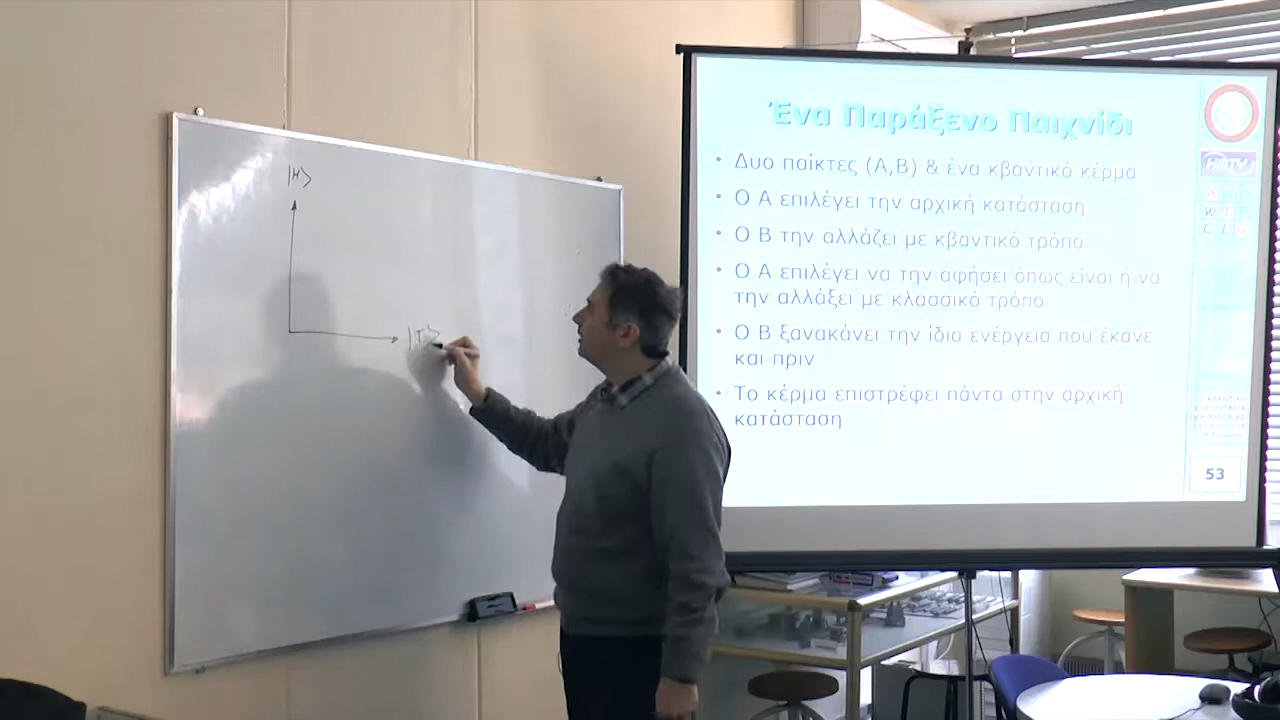 |H>
|T>
Ένα Παράξενο Παιχνίδι
• Δυο παίκτες (Α,Β) & ένα κβαντικό κέρμα
• Ο Α επιλέγει την αρχική κατάσταση
• Ο Β την αλλάζει με κβαντικό τρόπο
• Ο Α επιλέγει να την αφήσει όπως είναι ή να
την αλλάξει με κλασσικό τρόπο
• Ο Β ξανακάνει την ίδια ενέργεια που έκανε
και πριν
• Το κέρμα επιστρέφει πάντα στην αρχική
κατάσταση
53